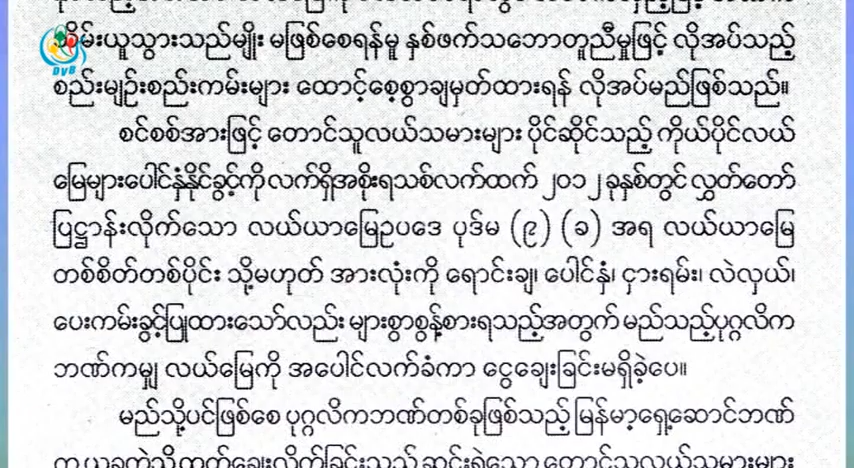 သိမ်းယူသွားသည်မျိုး မဖြစ်စေရန်မူ နှစ်ဖက်သဘောတူညီမှုဖြင့် လိုအပ်သည့်
DVB
စည်းမျဉ်းစည်းကမ်းများ ထောင့်စေ့စွာချမှတ်ထားရန် လိုအပ်မည်ဖြစ်သည်။
စင်စစ်အားဖြင့် တောင်သူလယ်သမားများ ပိုင်ဆိုင်သည့် ကိုယ်ပိုင်လယ်
မြေများပေါင်နှံနိုင်ခွင့်ကို လက်ရှိအစိုးရသစ်လက်ထက် ၂၀၁၂ ခုနှစ်တွင် လွှတ်တော်
ပြဋ္ဌာန်းလိုက်သော လယ်ယာမြေဥပဒေ ပုဒ်မ (၉) (ခ) အရ လယ်ယာမြေ
တစ်စိတ်တစ်ပိုင်း သို့မဟုတ် အားလုံးကို ရောင်းချ၊ ပေါင်နှံ၊ ငှားရမ်း၊ လဲလှယ်၊
ပေးကမ်းခွင့်ပြုထားသော်လည်း များစွာစွန့်စားရသည့်အတွက် မည်သည့်ပုဂ္ဂလိက
ဘဏ်ကမျှ လယ်မြေကို အပေါင်လက်ခံကာ ငွေချေးခြင်းမရှိခဲ့ပေ။
မည်သို့ပင်ဖြစ်စေ ပုဂ္ဂလိကဘဏ်တစ်ခုဖြစ်သည့် မြန်မာ့ရှေ့ဆောင်ဘဏ်